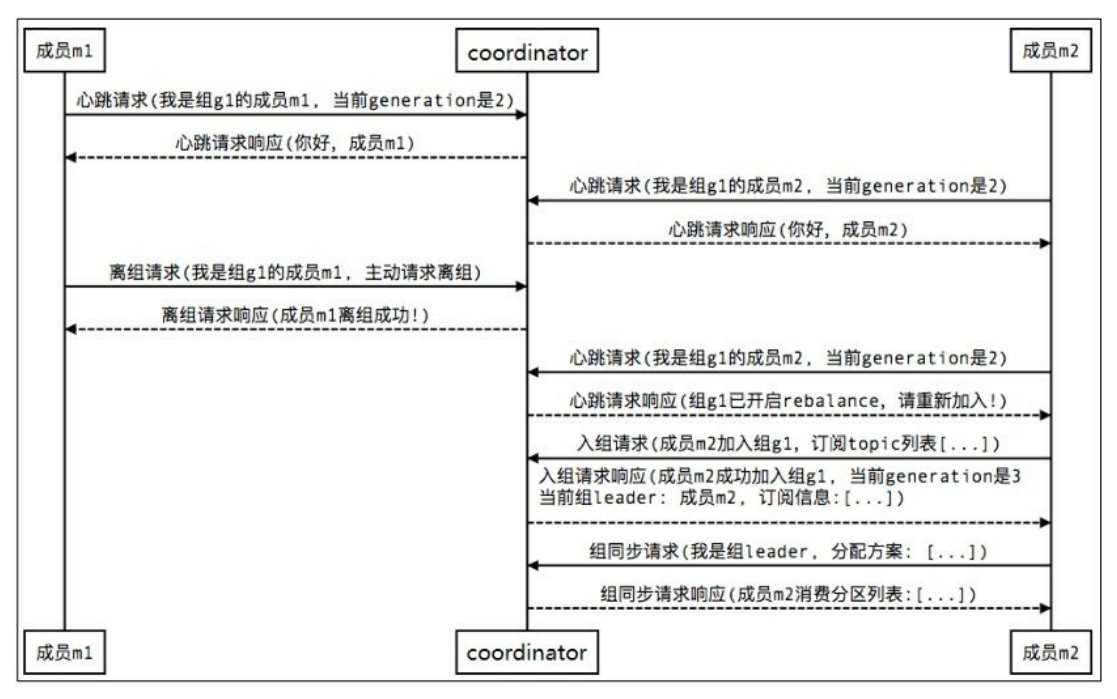 成员m1
coordinator
成员m2
心跳请求(我是组g1的成员m1, 当前generation是2)
心跳请求响应(你好, 成员m1)
心跳请求(我是组g1的成员m2, 当前generation是2)
心跳请求响应(你好, 成员m2)
离组请求(我是组g1的成员m1, 主动请求离组)
离组请求响应(成员m1离组成功!)
心跳请求(我是组g1的成员m2, 当前generation是2)
心跳请求响应(组g1已开启rebalance, 请重新加入!)
入组请求(成员m2加入组g1, 订阅topic列表[...])
入组请求响应(成员m2成功加入组g1, 当前generation是3
当前组leader: 成员m2, 订阅信息:[...])
组同步请求(我是组leader, 分配方案: [...])
组同步请求响应(成员m2消费分区列表:[...])
成员m1
coordinator
成员m2